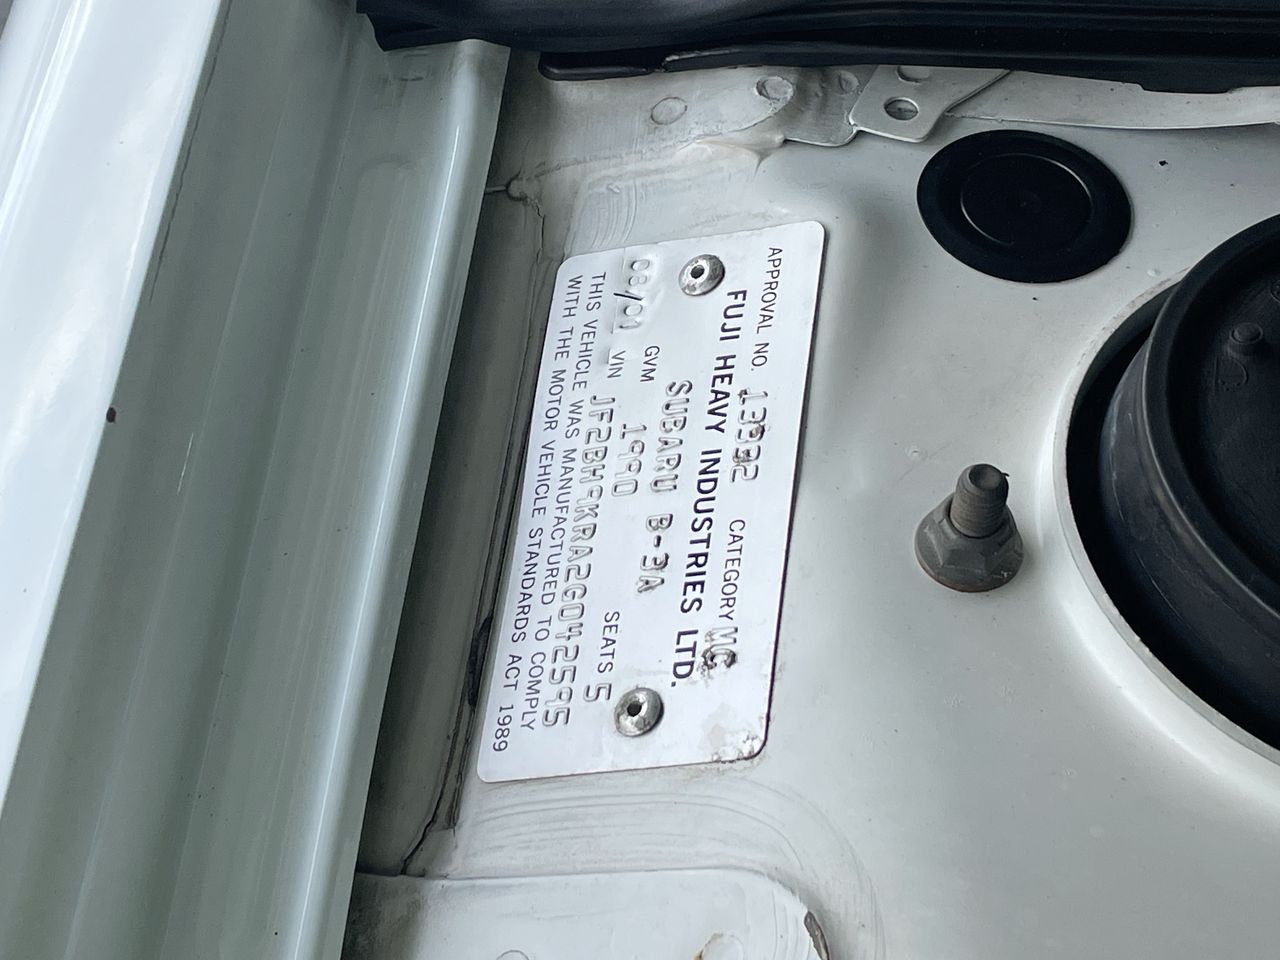 APPROVAL NO. 13332 CATEGORY MC
FUJI HEAVY INDUSTRIES LTD.
SUBARU B-3A
08/01 GVM 1990 SEATS 5
VIN JF2BH9KRA2G042595
THIS VEHICLE WAS MANUFACTURED TO COMPLY
WITH THE MOTOR VEHICLE STANDARDS ACT 1989